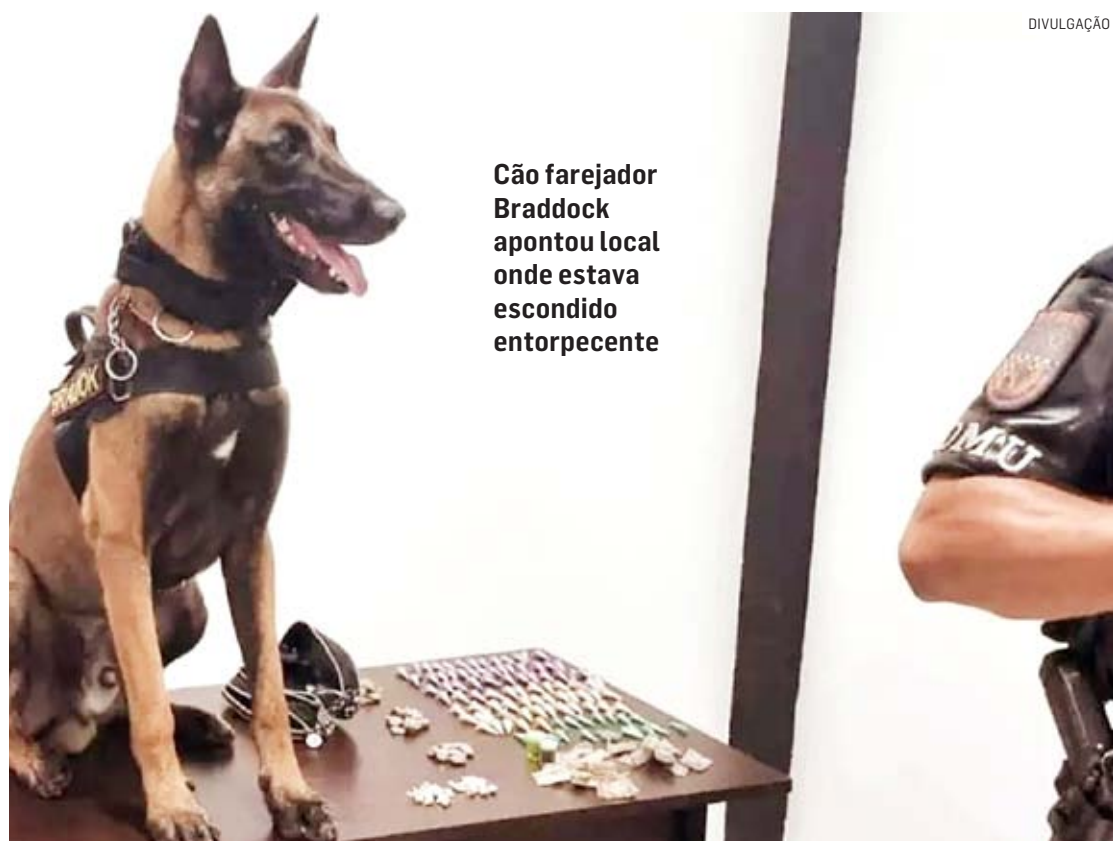 DIVULGAÇÃO
Cão farejador
Braddock
apontou local
onde estava
escondido
entorpecente